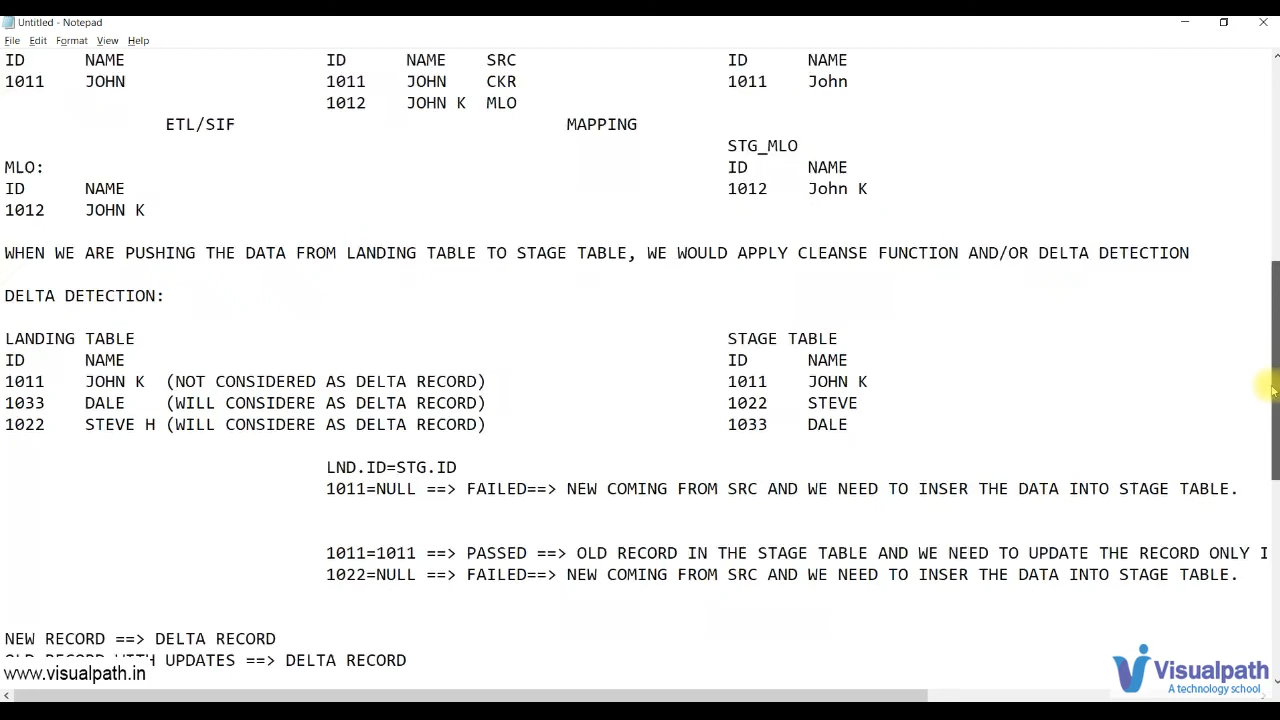 Untitled - Notepad
File Edit Format View Help
ID NAME ID NAME SRC ID NAME
1011 JOHN 1011 JOHN CKR 1011 John
1012 JOHN K MLO
ETL/SIF MAPPING
STG_MLO
MLO: ID NAME
ID NAME 1012 John K
1012 JOHN K
WHEN WE ARE PUSHING THE DATA FROM LANDING TABLE TO STAGE TABLE, WE WOULD APPLY CLEANSE FUNCTION AND/OR DELTA DETECTION
DELTA DETECTION:
LANDING TABLE STAGE TABLE
ID NAME ID NAME
1011 JOHN K (NOT CONSIDERED AS DELTA RECORD) 1011 JOHN K
1033 DALE (WILL CONSIDERE AS DELTA RECORD) 1022 STEVE
1022 STEVE H (WILL CONSIDERE AS DELTA RECORD) 1033 DALE
LND.ID=STG.ID
1011=NULL ==> FAILED==> NEW COMING FROM SRC AND WE NEED TO INSER THE DATA INTO STAGE TABLE.
1011=1011 ==> PASSED ==> OLD RECORD IN THE STAGE TABLE AND WE NEED TO UPDATE THE RECORD ONLY I
1022=NULL ==> FAILED==> NEW COMING FROM SRC AND WE NEED TO INSER THE DATA INTO STAGE TABLE.
NEW RECORD ==> DELTA RECORD
OLD RECORD WITH UPDATES ==> DELTA RECORD
www.visualpath.in
Visualpath
A technology school